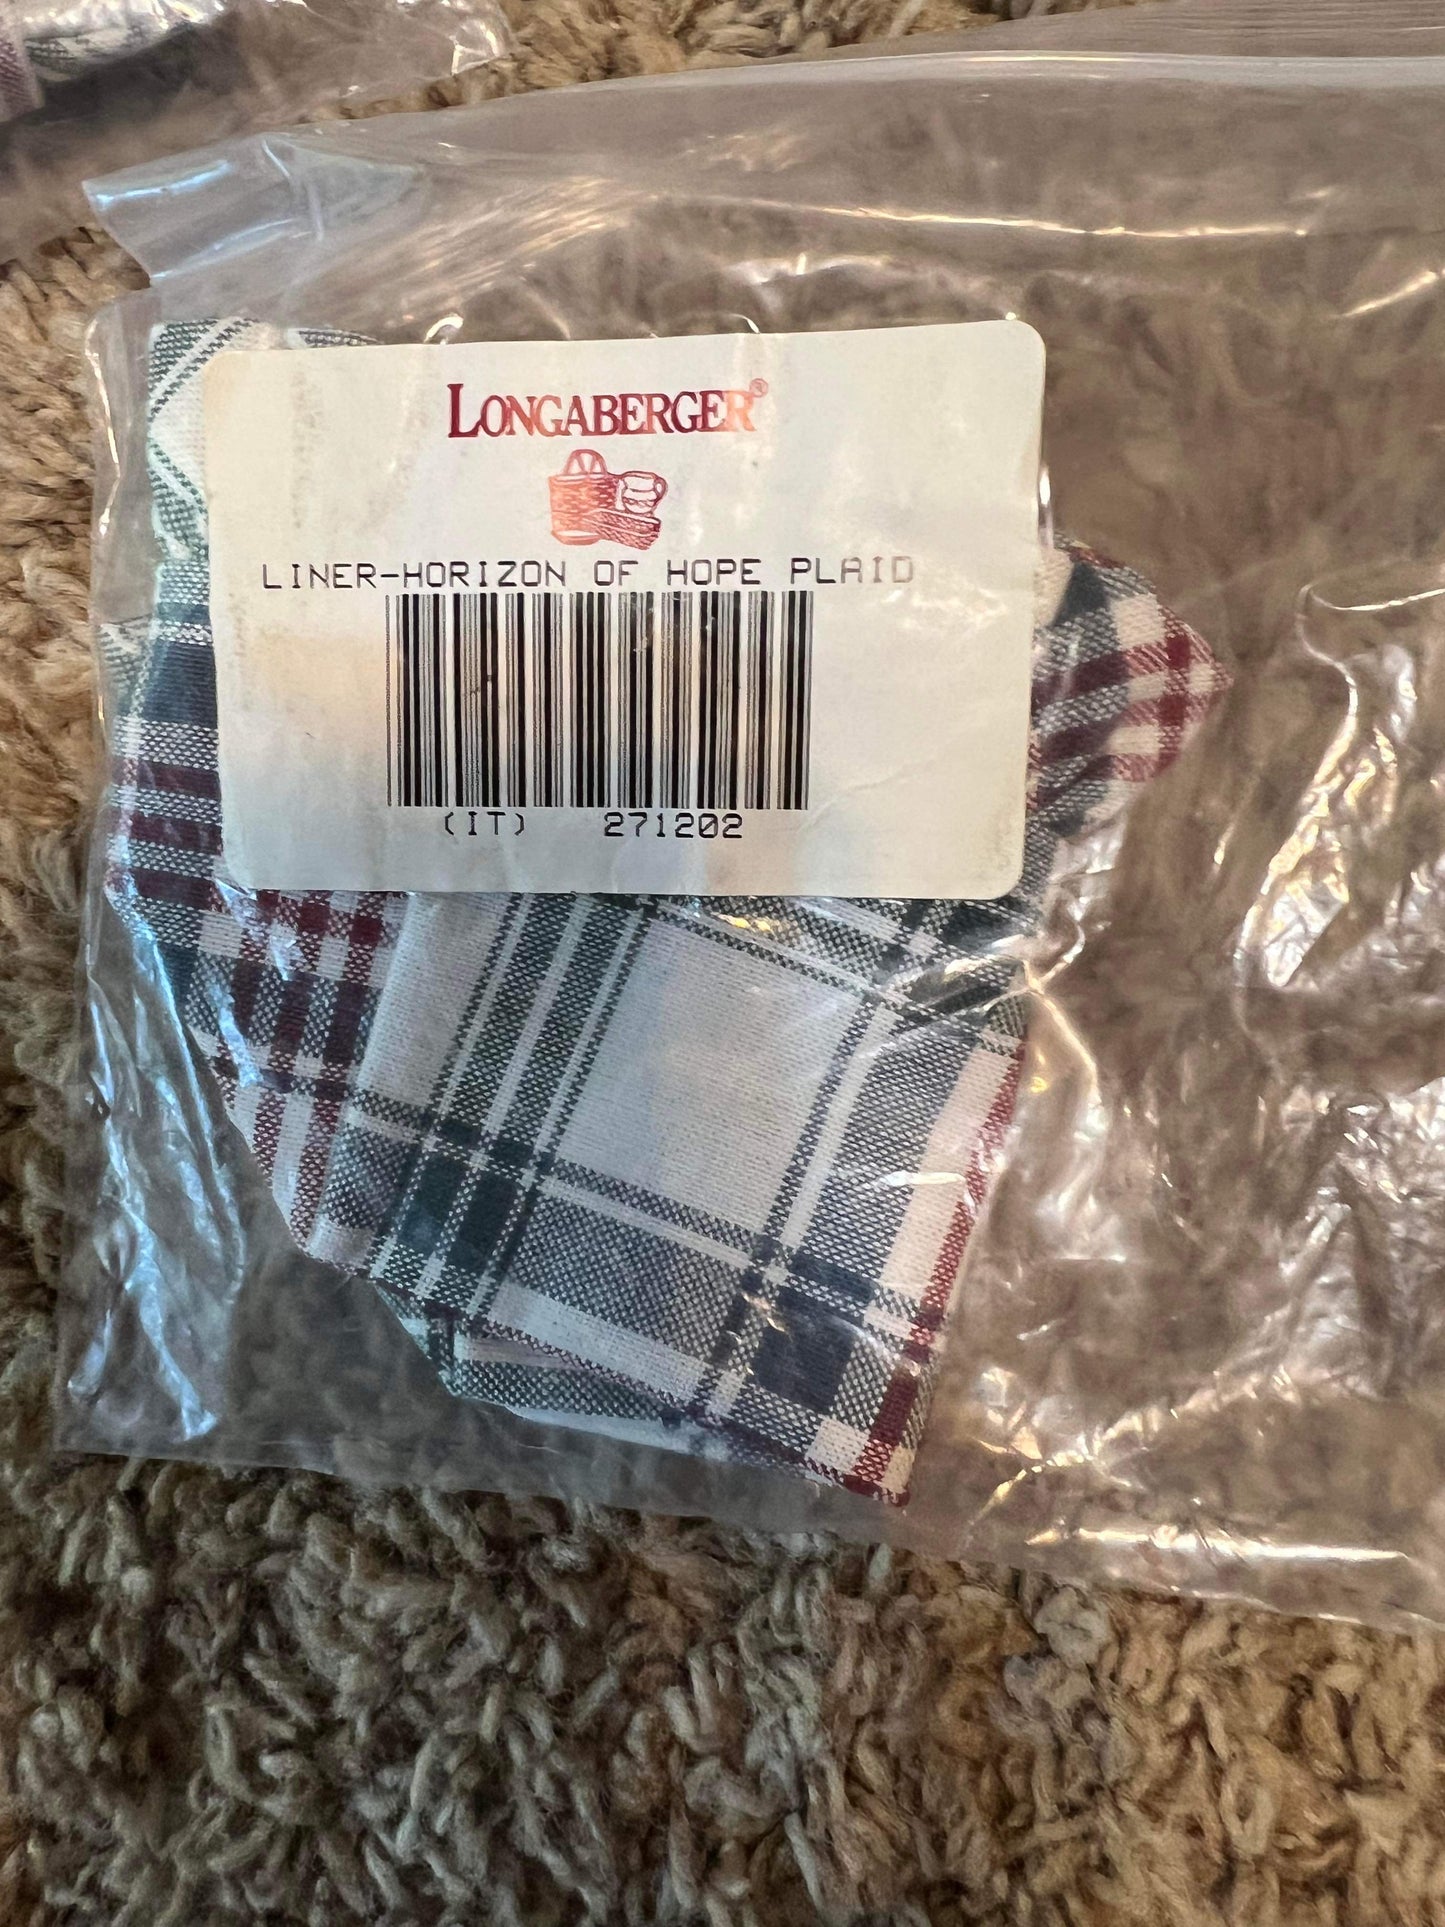 LONGABERGER®
LINER-HORIZON OF HOPE PLAID
(IT) 271202